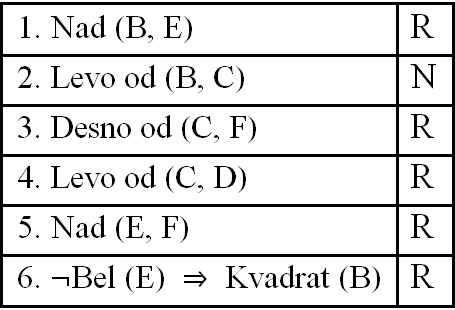 1. Nad (B, E) R
2. Levo od (B, C) N
3. Desno od (C, F) R
4. Levo od (C, D) R
5. Nad (E, F) R
6. ¬Bel (E) ⇒ Kvadrat (B) R